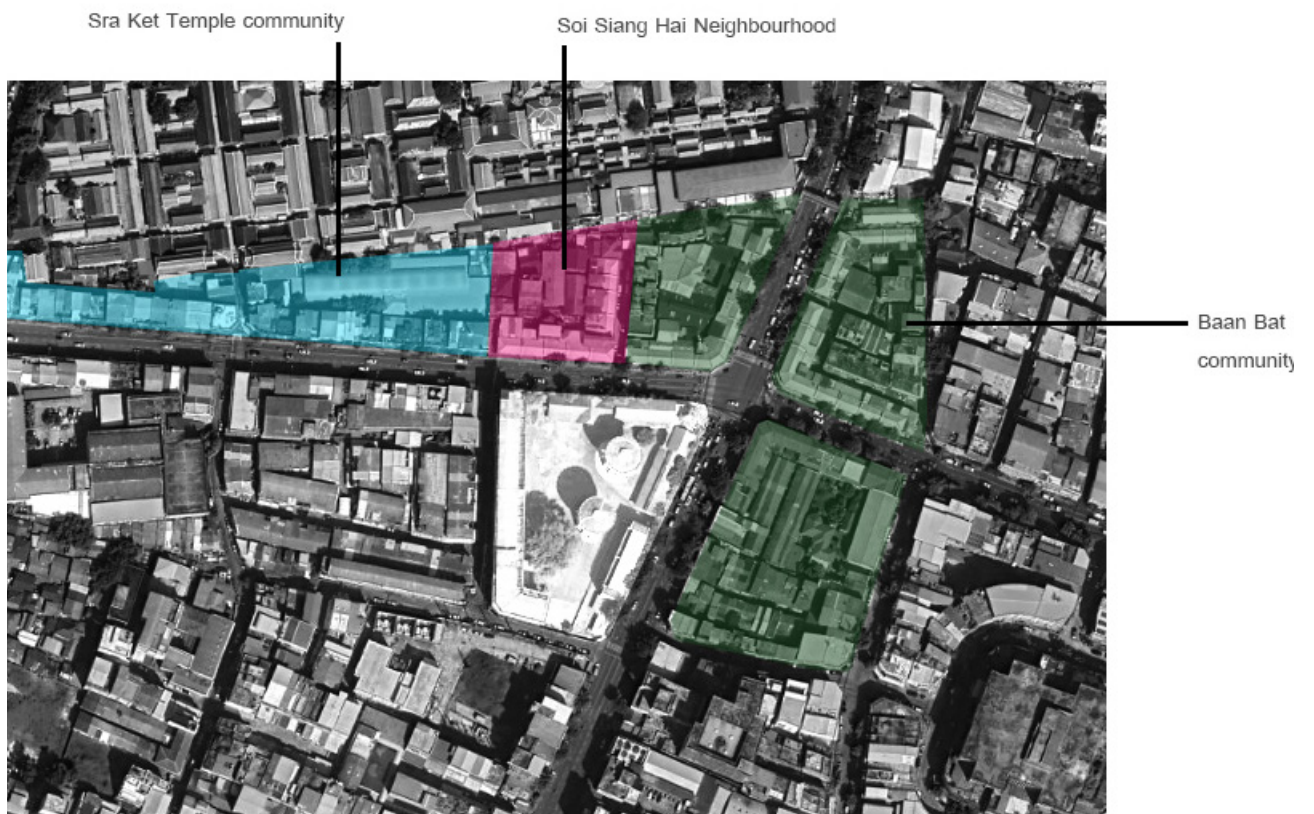 Sra Ket Temple community
Soi Siang Hai Neighbourhood
Baan Bat
community